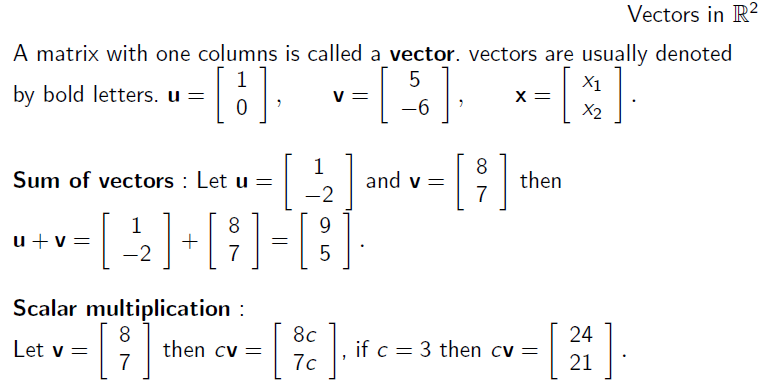 Vectors in ℝ²
A matrix with one columns is called a vector. vectors are usually denoted
by bold letters. u = [ 1 ; 0 ], v = [ 5 ; −6 ], x = [ x₁ ; x₂ ].
Sum of vectors : Let u = [ 1 ; −2 ] and v = [ 8 ; 7 ] then
u + v = [ 1 ; −2 ] + [ 8 ; 7 ] = [ 9 ; 5 ].
Scalar multiplication :
Let v = [ 8 ; 7 ] then cv = [ 8c ; 7c ], if c = 3 then cv = [ 24 ; 21 ].